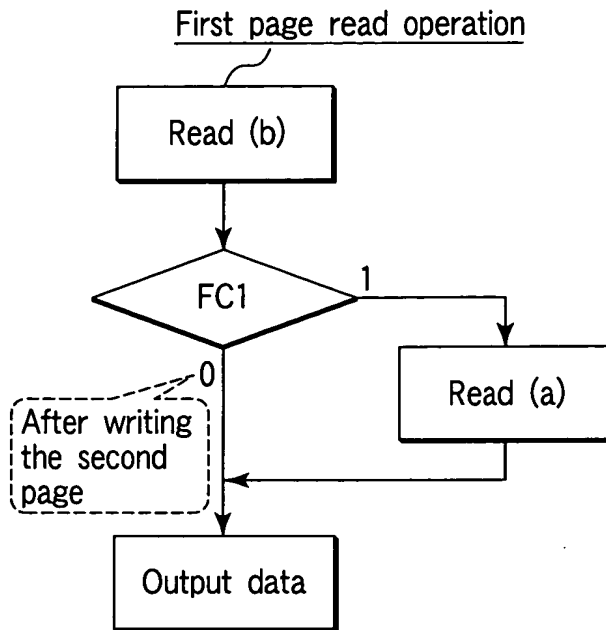 First page read operation
Read (b)
FC1
1
0
Read (a)
After writing
the second
page
Output data